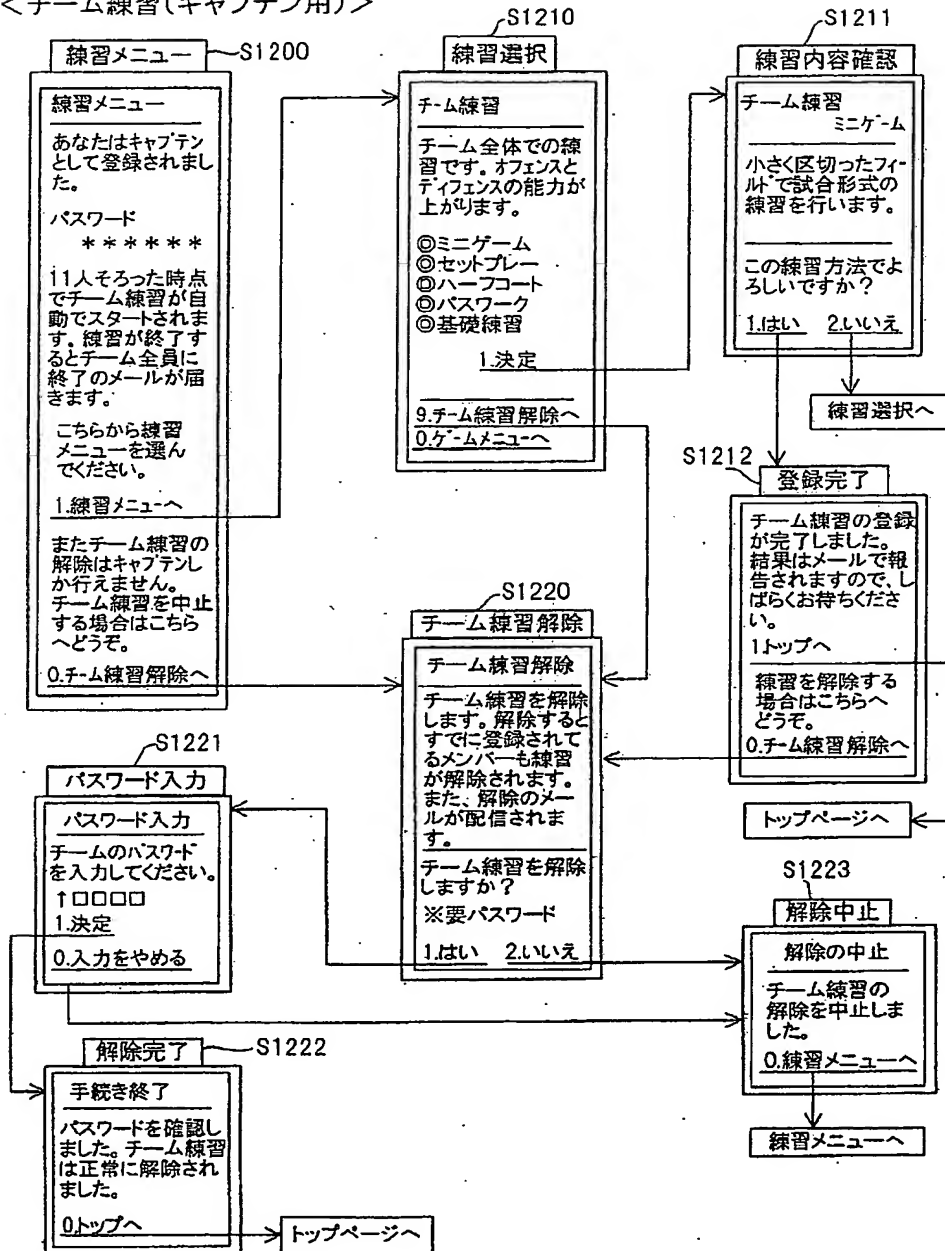 <チーム練習(キャプテン用)>
S1200
練習メニュー
練習メニュー
あなたはキャプテン
として登録されまし
た。
パスワード
******
11人そろった時点
でチーム練習が自
動でスタートされま
す。練習が終了す
るとチーム全員に
終了のメールが届
きます。
こちらから練習
メニューを選ん
でください。
1.練習メニューへ
またチーム練習の
解除はキャプテンし
か行えません。
チーム練習を中止
する場合はこちら
へどうぞ。
0.チーム練習解除へ
S1210
練習選択
チーム練習
チーム全体での練
習です。オフェンスと
ディフェンスの能力が
上がります。
◎ミニゲーム
◎セットプレー
◎ハーフコート
◎パスワーク
◎基礎練習
1.決定
9.チーム練習解除へ
0.ゲームメニューへ
S1211
練習内容確認
チーム練習
ミニゲーム
小さく区切ったフィー
ルドで試合形式の
練習を行います。
この練習方法でよ
ろしいですか?
1.はい 2.いいえ
練習選択へ
S1212
登録完了
チーム練習の登録
が完了しました。
結果はメールで報
告されますので、し
ばらくお待ちくださ
い。
1トップへ
練習を解除する
場合はこちらへ
どうぞ。
0.チーム練習解除へ
トップページへ
S1220
チーム練習解除
チーム練習解除
チーム練習を解除
します。解除すると
すでに登録されて
るメンバーも練習
が解除されます。
また、解除のメー
ルが配信されま
す。
チーム練習を解除
しますか?
※要パスワード
1.はい 2.いいえ
S1221
パスワード入力
パスワード入力
チームのパスワード
を入力してください。
↑□□□□
1.決定
0.入力をやめる
S1222
解除完了
手続き終了
パスワードを確認し
ました。チーム練習
は正常に解除され
ました。
0.トップへ
トップページへ
S1223
解除中止
解除の中止
チーム練習の
解除を中止しま
した。
0.練習メニューへ
練習メニューへ